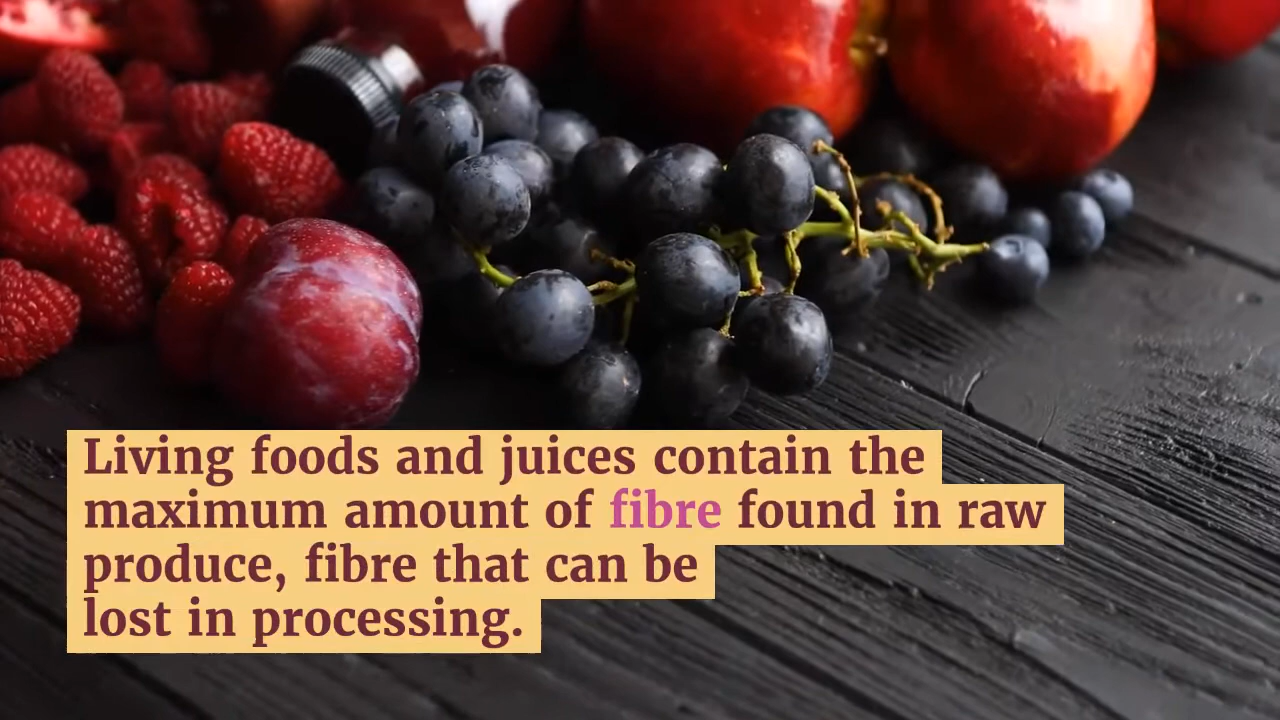 Living foods and juices contain the
maximum amount of fibre found in raw
produce, fibre that can be
lost in processing.